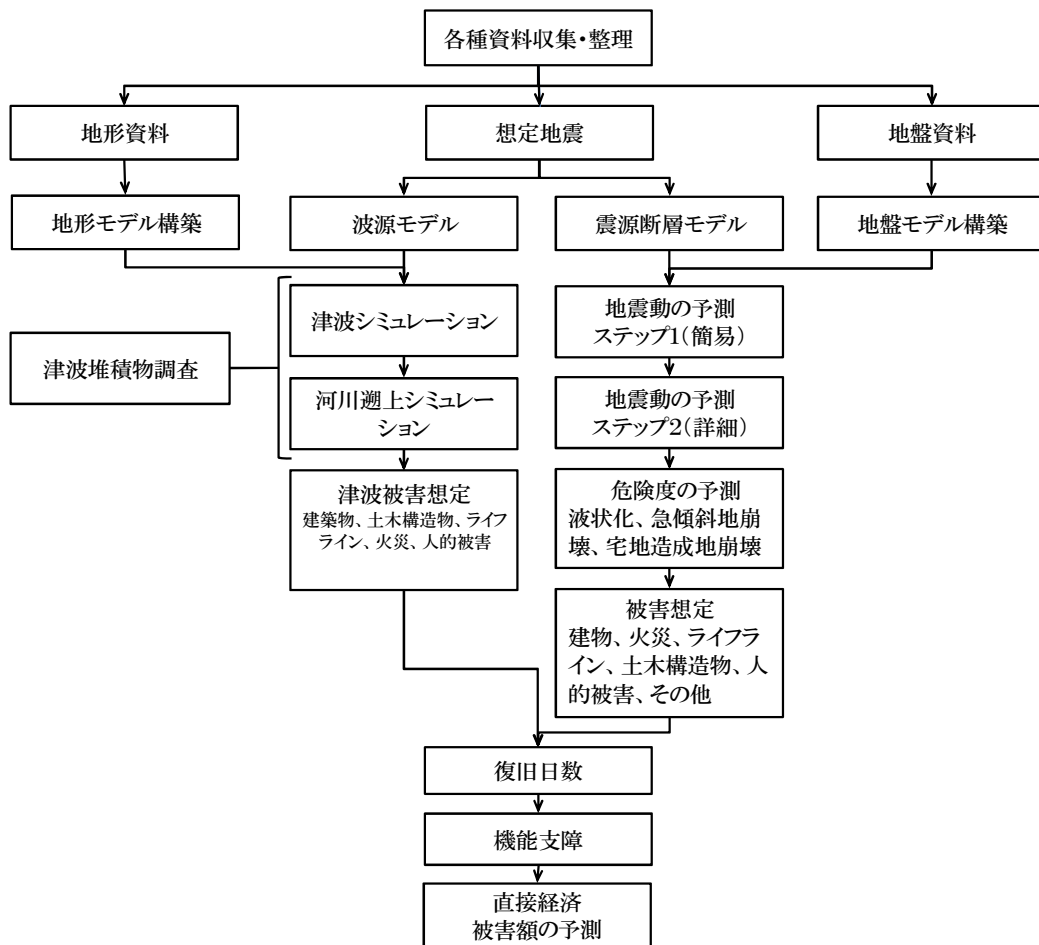 各種資料収集・整理
地形資料
想定地震
地盤資料
地形モデル構築
波源モデル
震源断層モデル
地盤モデル構築
津波シミュレーション
地震動の予測
ステップ1(簡易)
津波堆積物調査
河川遡上シミュレー
ション
地震動の予測
ステップ2(詳細)
津波被害想定
建築物、土木構造物、ライフ
ライン、火災、人的被害
危険度の予測
液状化、急傾斜地崩
壊、宅地造成地崩壊
被害想定
建物、火災、ライフラ
イン、土木構造物、人
的被害、その他
復旧日数
機能支障
直接経済
被害額の予測